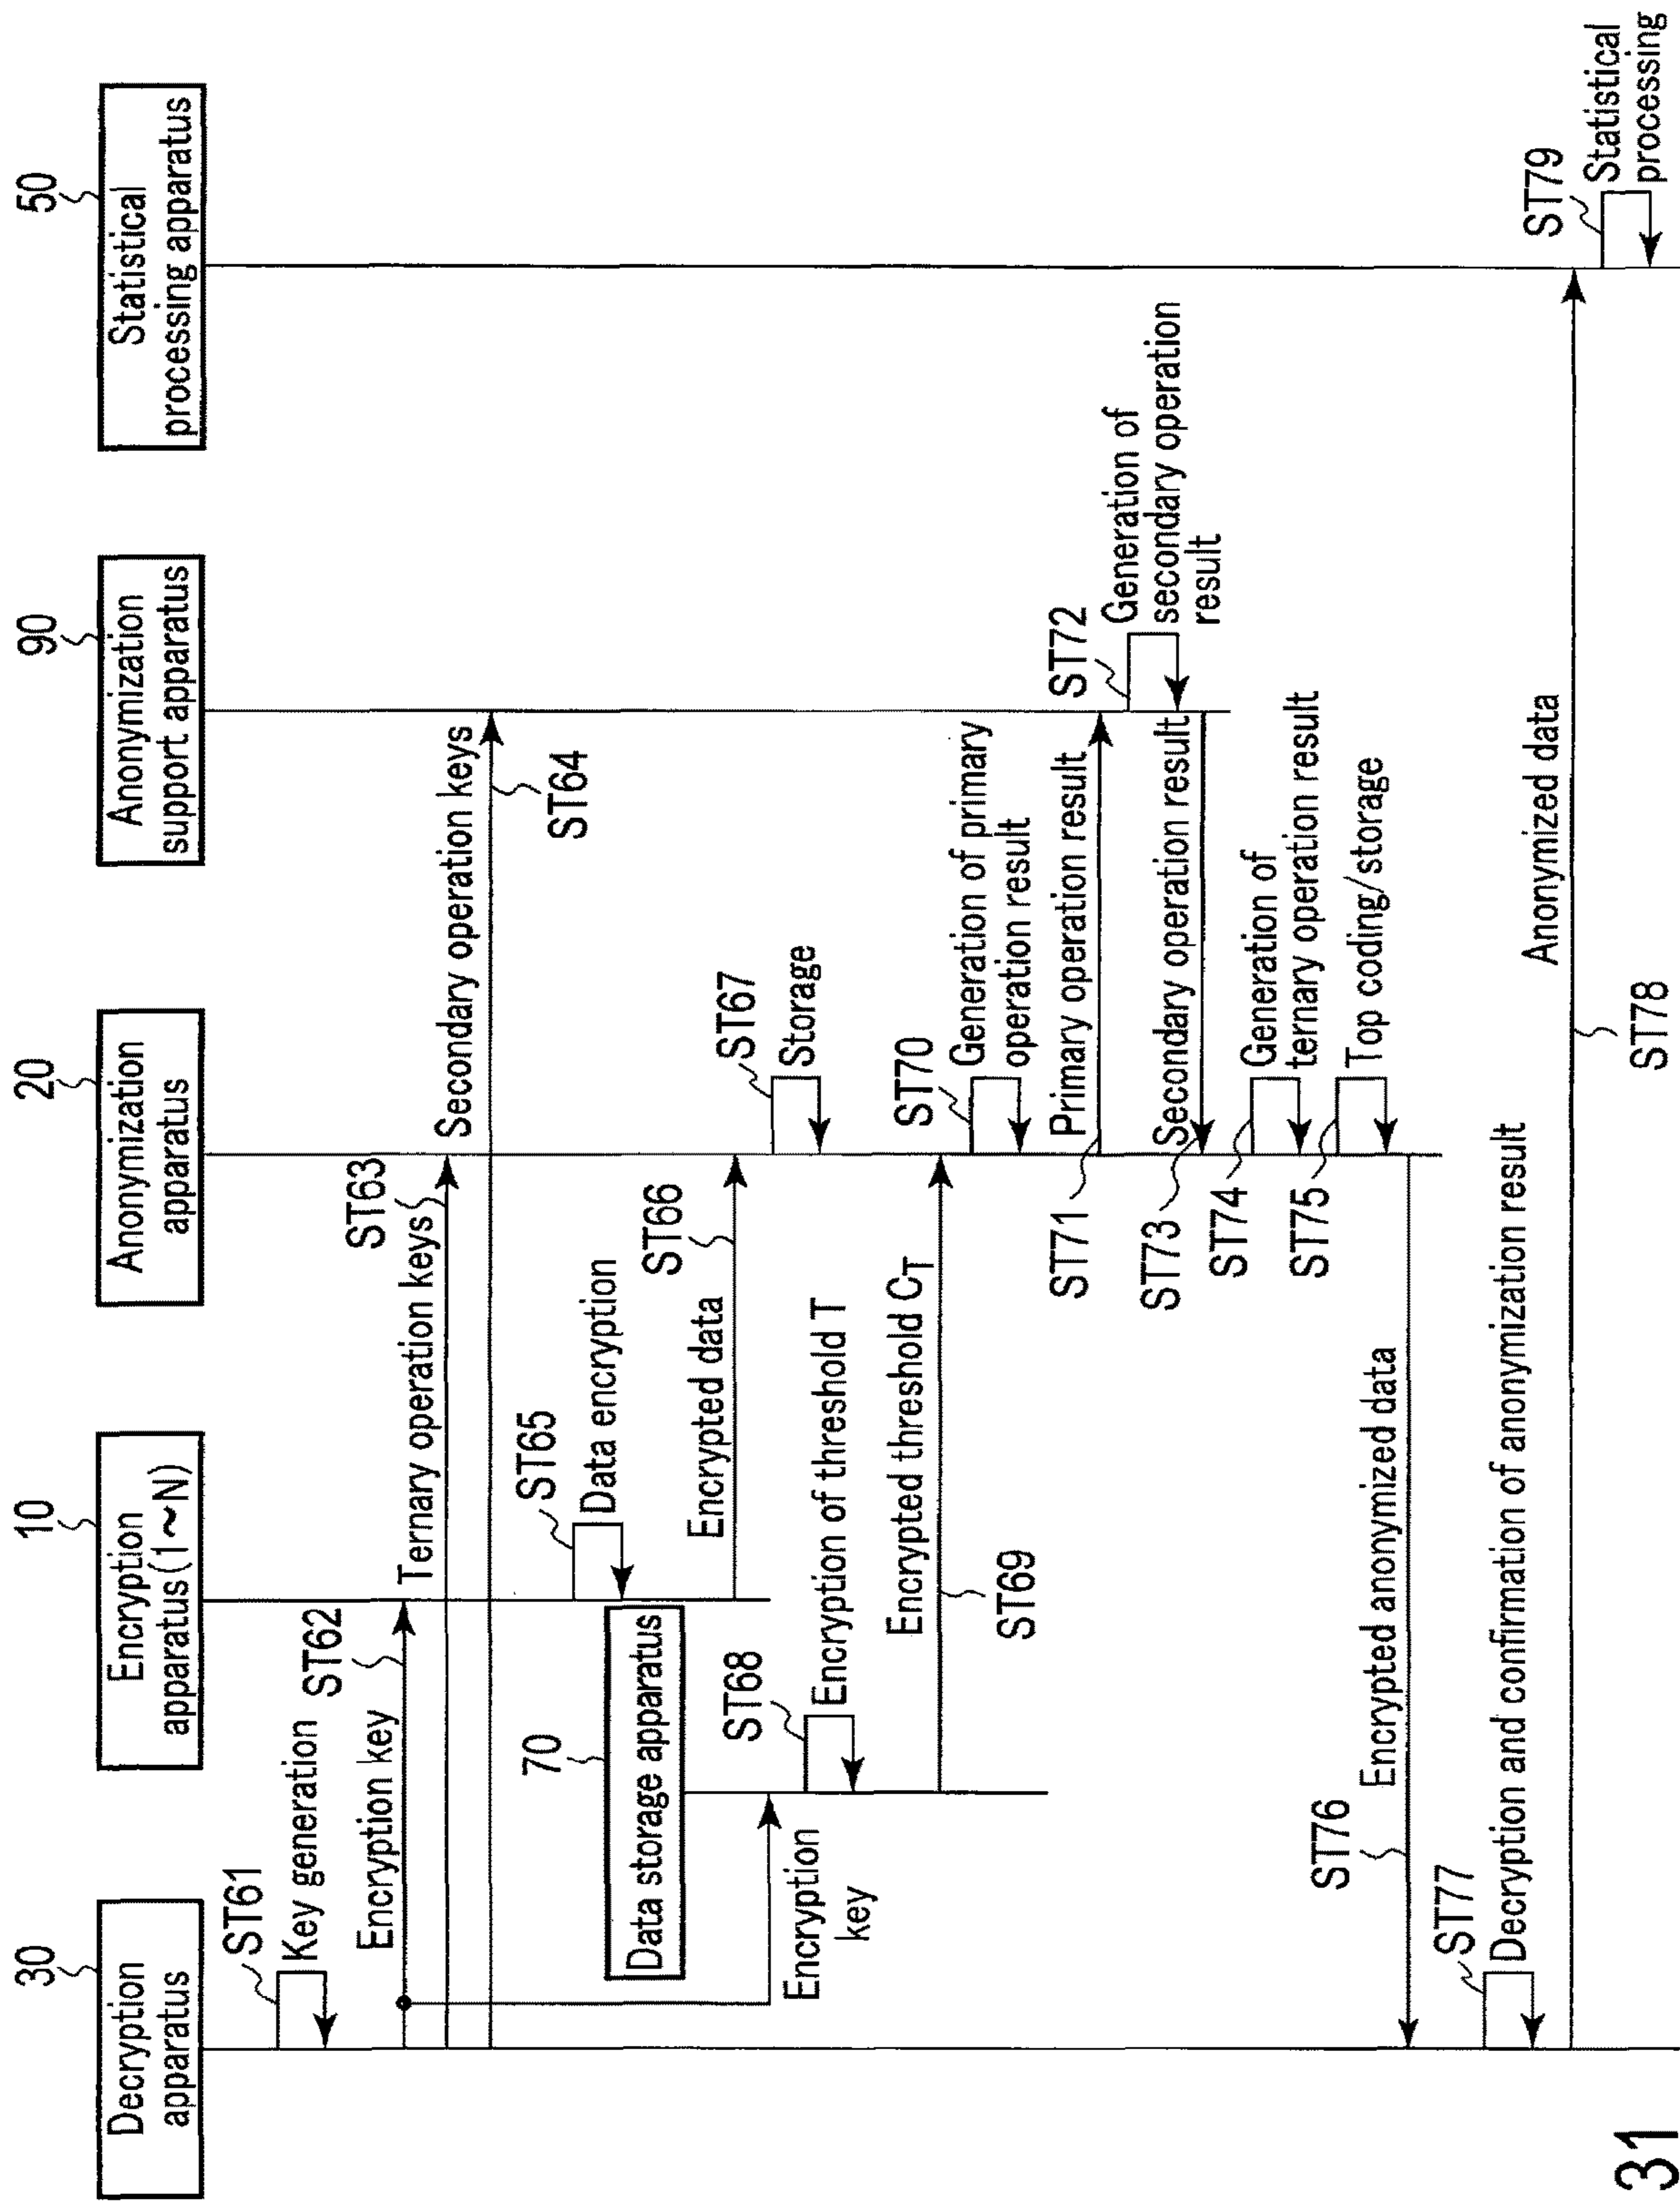 30
Decryption
apparatus
10
Encryption
apparatus(1~N)
20
Anonymization
apparatus
90
Anonymization
support apparatus
50
Statistical
processing apparatus
ST61
Key generation
Encryption key
ST62
Ternary operation keys
ST63
Secondary operation keys
ST64
ST65
Data encryption
70
Data storage apparatus
Encryption
key
Encrypted data
ST66
ST67
Storage
ST68
Encryption of threshold T
Encrypted threshold CT
ST69
ST70
Generation of primary
operation result
Primary operation result
ST71
ST72
Generation of
secondary operation
result
Secondary operation result
ST73
ST74
Generation of
ternary operation result
ST75
Top coding/storage
Encrypted anonymized data
ST76
ST77
Decryption and confirmation of anonymization result
Anonymized data
ST78
ST79
Statistical
processing
31